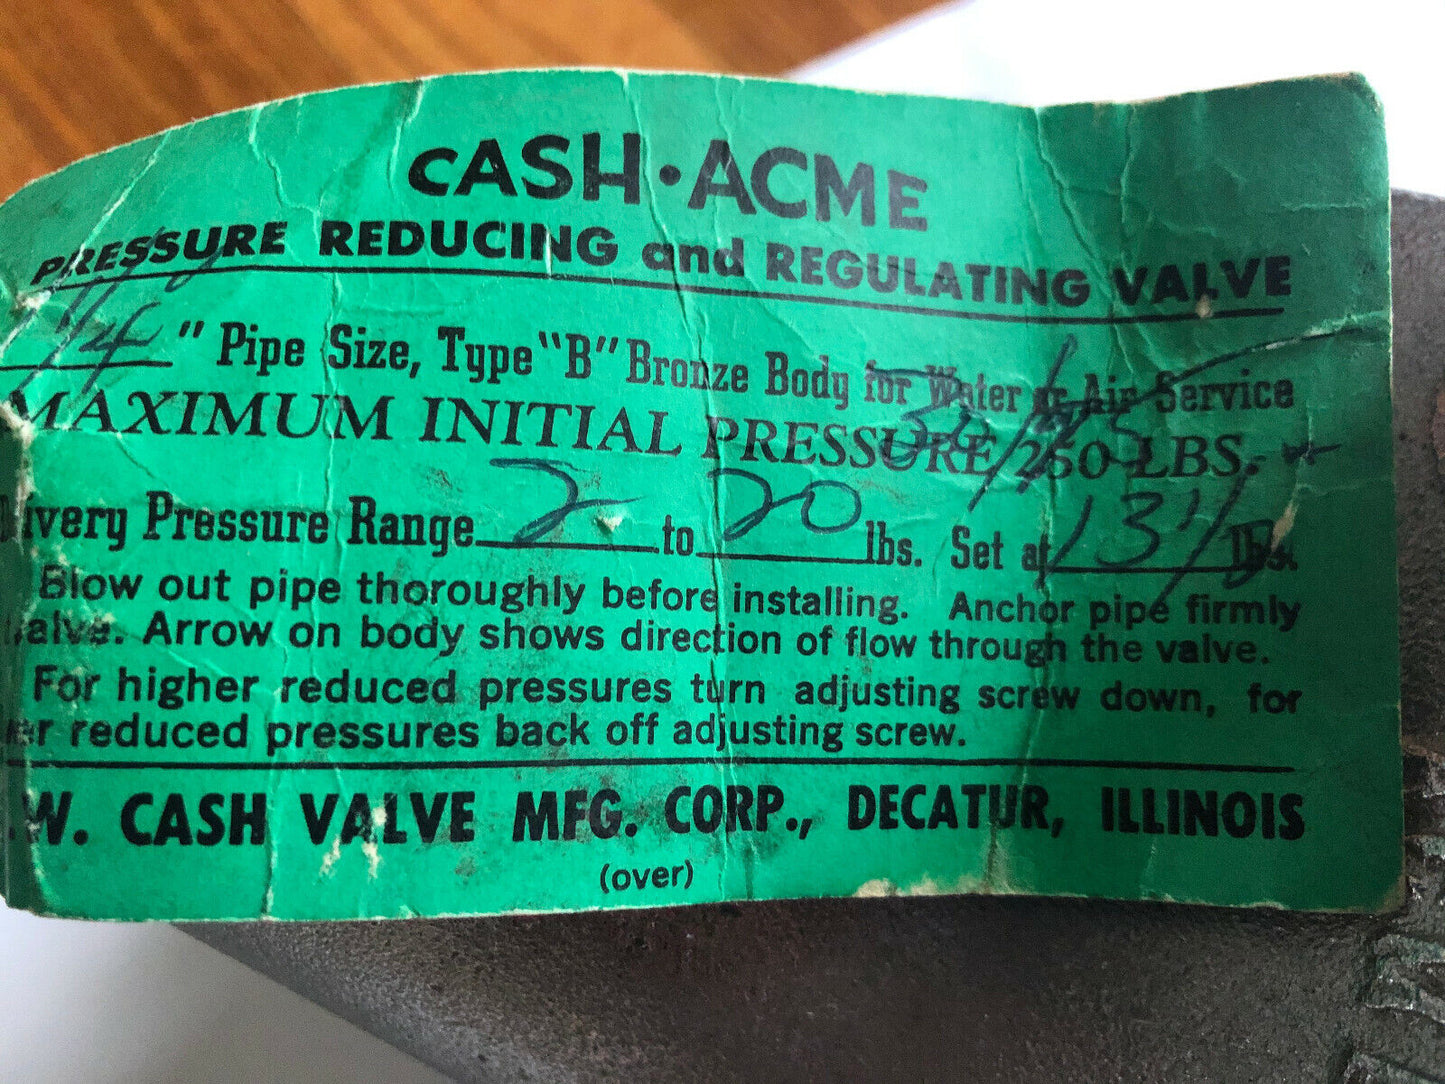 CASH·ACME
PRESSURE REDUCING and REGULATING VALVE
1/4 " Pipe Size, Type "B" Bronze Body for Water or Air Service
MAXIMUM INITIAL PRESSURE 250 LBS.
Delivery Pressure Range 2 to 20 lbs. Set at 13 lbs.
Blow out pipe thoroughly before installing. Anchor pipe firmly
valve. Arrow on body shows direction of flow through the valve.
For higher reduced pressures turn adjusting screw down, for
er reduced pressures back off adjusting screw.
.W. CASH VALVE MFG. CORP., DECATUR, ILLINOIS
(over)